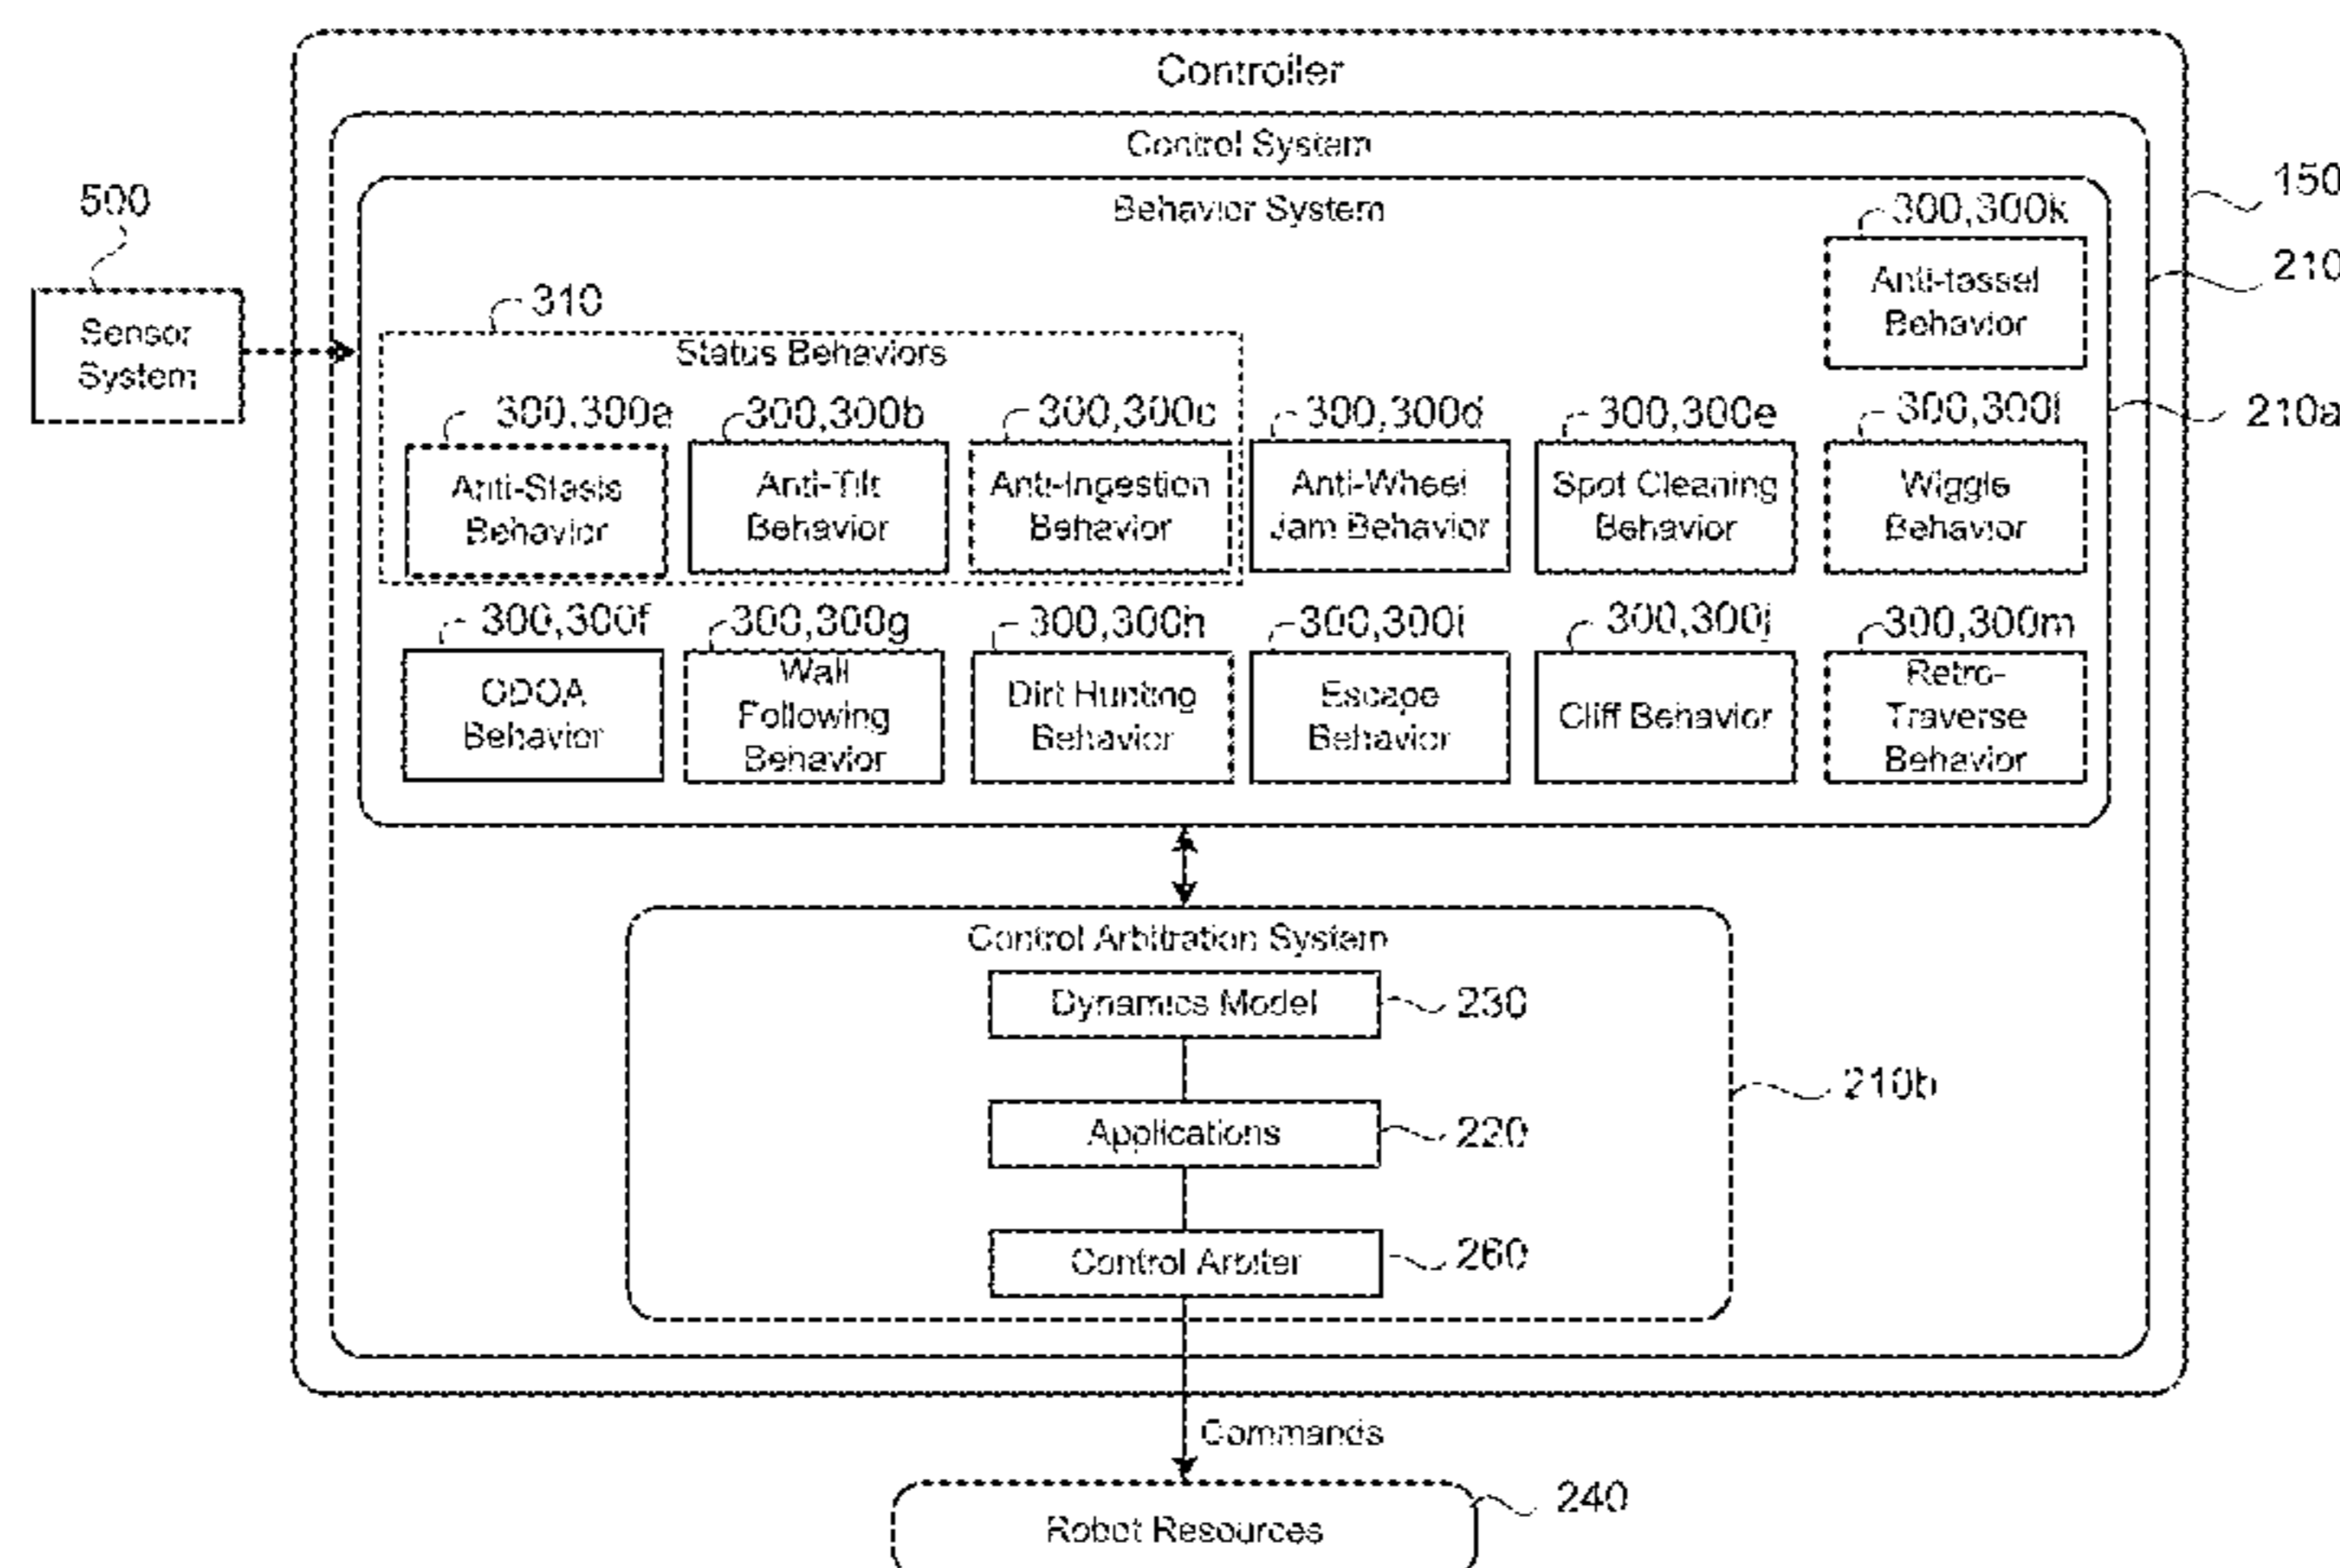 Controller
Control System
Behavior System
150
500
300,300k
210
Anti-tassel
Behavior
310
Sensor
System
Status Behaviors
210a
300,300a
300,300b
300,300c
300,300d
300,300e
300,300l
Anti-Stasis
Behavior
Anti-Tilt
Behavior
Anti-Ingestion
Behavior
Anti-Wheel
Jam Behavior
Spot Cleaning
Behavior
Wiggle
Behavior
300,300f
300,300g
300,300h
300,300i
300,300j
300,300m
ODOA
Behavior
Wall
Following
Behavior
Dirt Hunting
Behavior
Escape
Behavior
Cliff Behavior
Retro-
Traverse
Behavior
Control Arbitration System
Dynamics Model
230
210b
Applications
220
Control Arbiter
260
Commands
240
Robot Resources